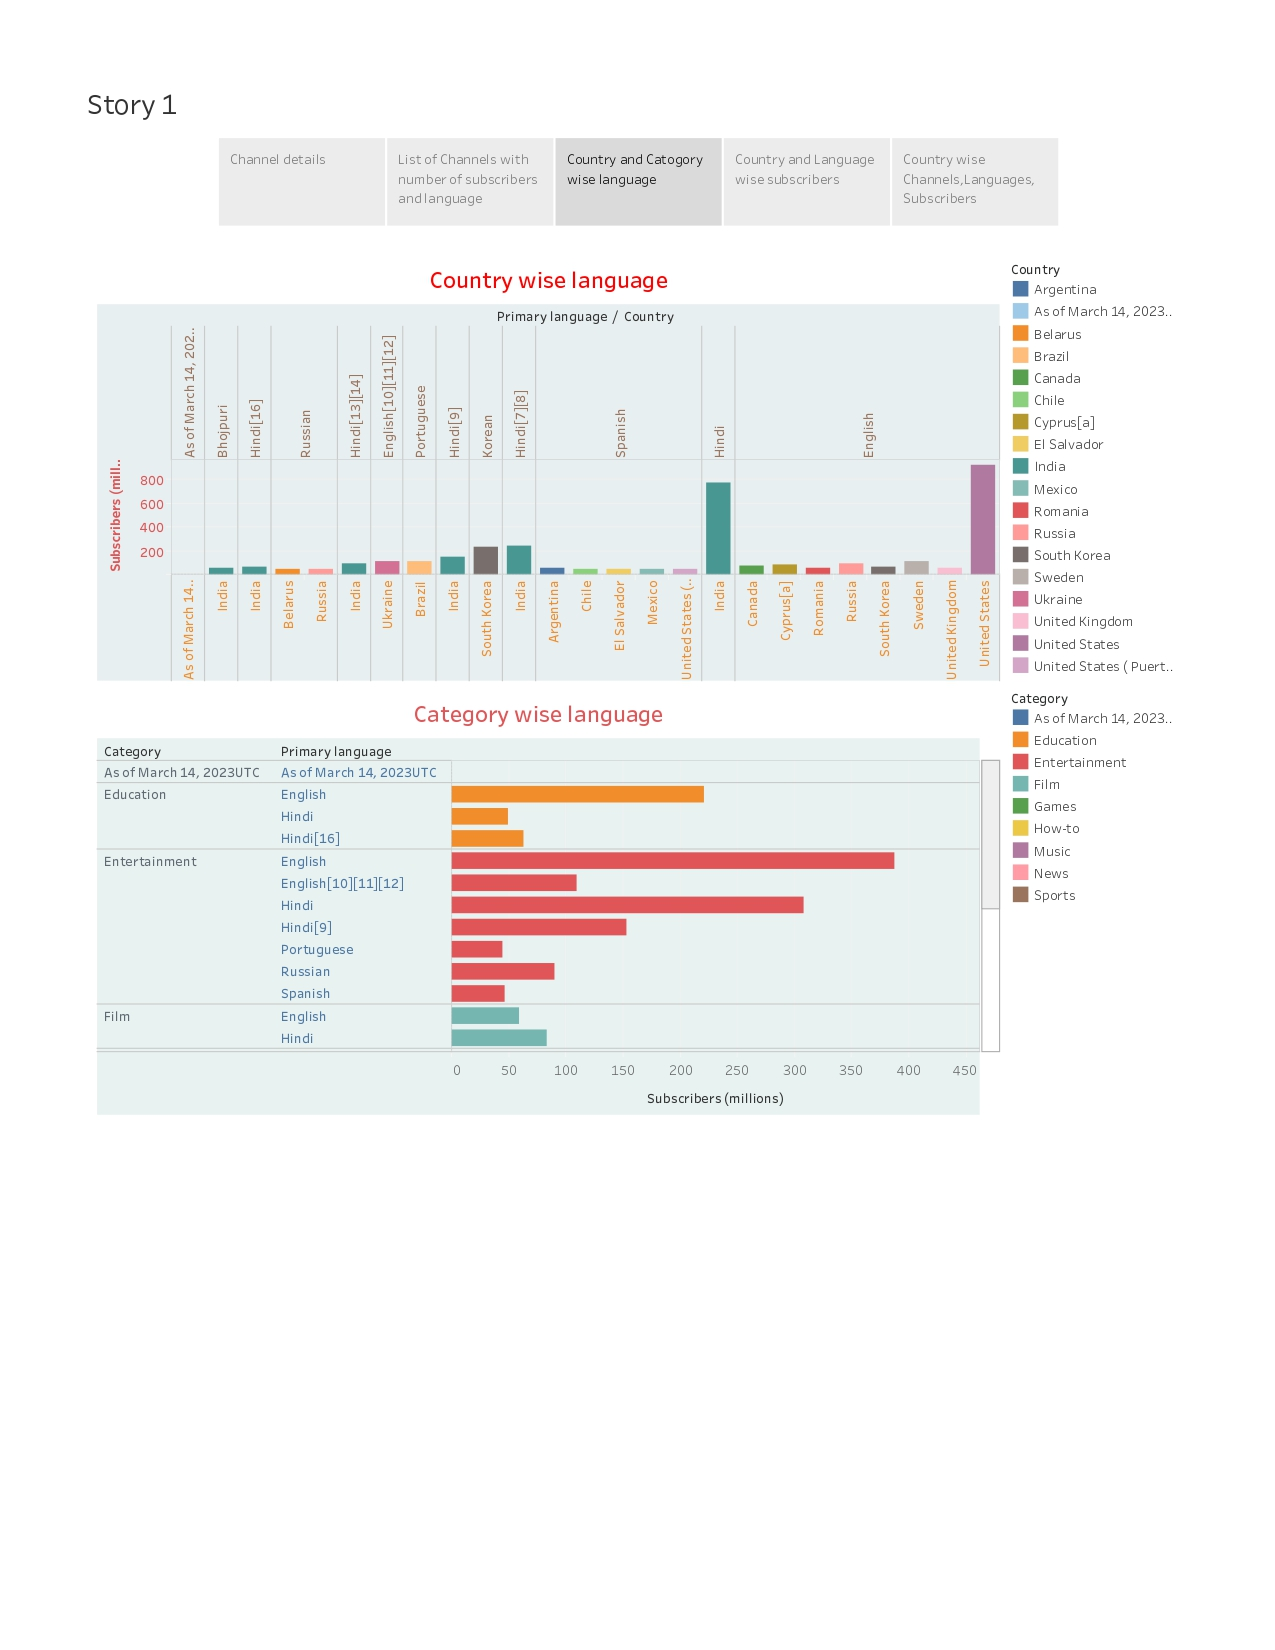 Story 1
Channel details
List of Channels with
number of subscribers
and language
Country and Catogory
wise language
Country and Language
wise subscribers
Country wise
Channels,Languages,
Subscribers
Country wise language
Primary language / Country
As of March 14, 202..
Bhojpuri
Hindi[16]
Russian
Hindi[13][14]
English[10][11][12]
Portuguese
Hindi[9]
Korean
Hindi[7][8]
Spanish
Hindi
English
Subscribers (mill..
800
600
400
200
As of March 14..
India
India
Belarus
Russia
India
Ukraine
Brazil
India
South Korea
India
Argentina
Chile
El Salvador
Mexico
United States (..
India
Canada
Cyprus[a]
Romania
Russia
South Korea
Sweden
United Kingdom
United States
Country
Argentina
As of March 14, 2023..
Belarus
Brazil
Canada
Chile
Cyprus[a]
El Salvador
India
Mexico
Romania
Russia
South Korea
Sweden
Ukraine
United Kingdom
United States
United States ( Puert..
Category wise language
Category Primary language
As of March 14, 2023UTC As of March 14, 2023UTC
Education English
Hindi
Hindi[16]
Entertainment English
English[10][11][12]
Hindi
Hindi[9]
Portuguese
Russian
Spanish
Film English
Hindi
0 50 100 150 200 250 300 350 400 450
Subscribers (millions)
Category
As of March 14, 2023..
Education
Entertainment
Film
Games
How-to
Music
News
Sports